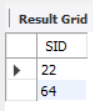 Result Grid
SID
22
64